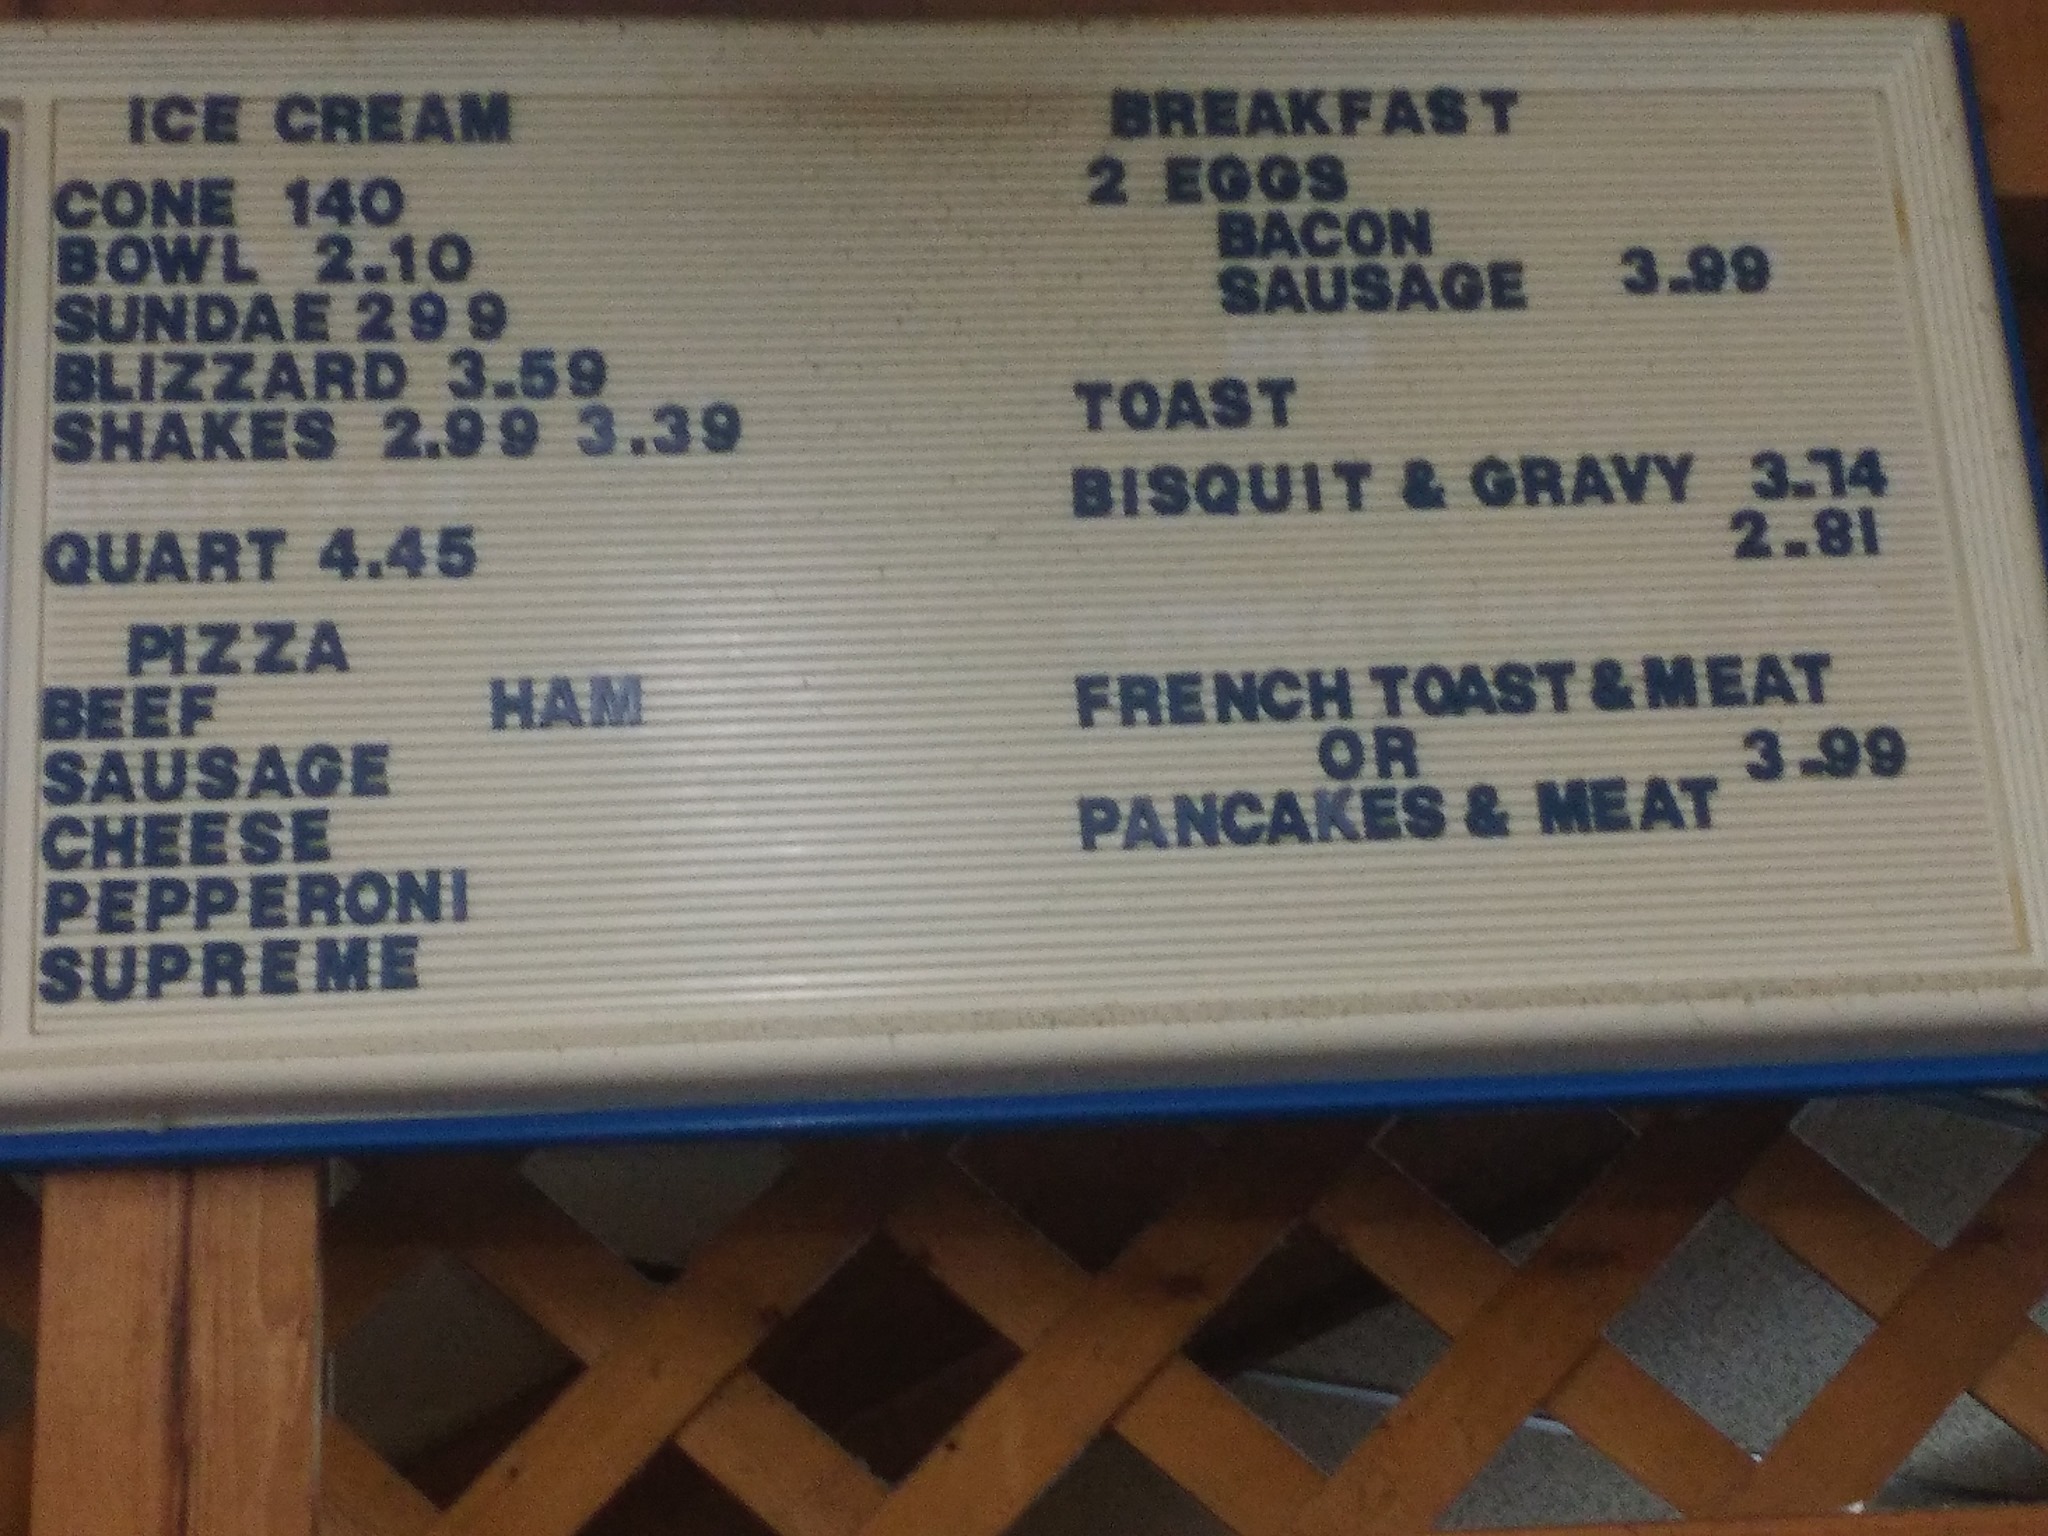 ICE CREAM
CONE 140
BOWL 2.10
SUNDAE 299
BLIZZARD 3.59
SHAKES 2.99 3.39
QUART 4.45
PIZZA
BEEF HAM
SAUSAGE
CHEESE
PEPPERONI
SUPREME
BREAKFAST
2 EGGS
BACON
SAUSAGE 3.99
TOAST
BISQUIT & GRAVY 3.74
2.81
FRENCH TOAST & MEAT
OR 3.99
PANCAKES & MEAT